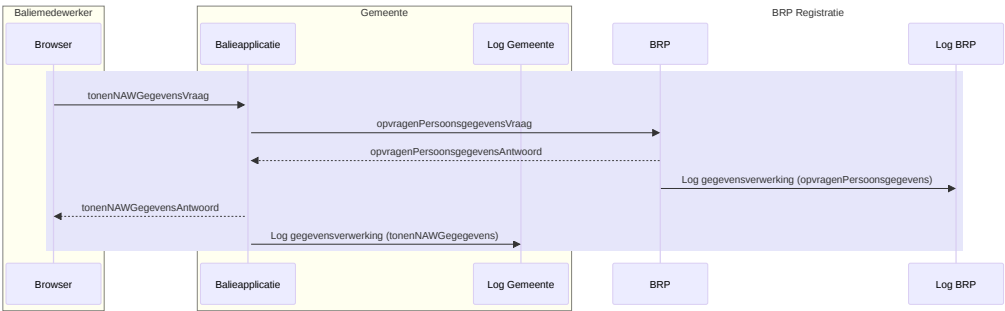 Baliemedewerker
Gemeente
BRP Registratie
Browser
Balieapplicatie
Log Gemeente
BRP
Log BRP
tonenNAWGegevensVraag
opvragenPersoonsgegevensVraag
opvragenPersoonsgegevensAntwoord
Log gegevensverwerking (opvragenPersoonsgegevens)
tonenNAWGegevensAntwoord
Log gegevensverwerking (tonenNAWGegegevens)
Browser
Balieapplicatie
Log Gemeente
BRP
Log BRP